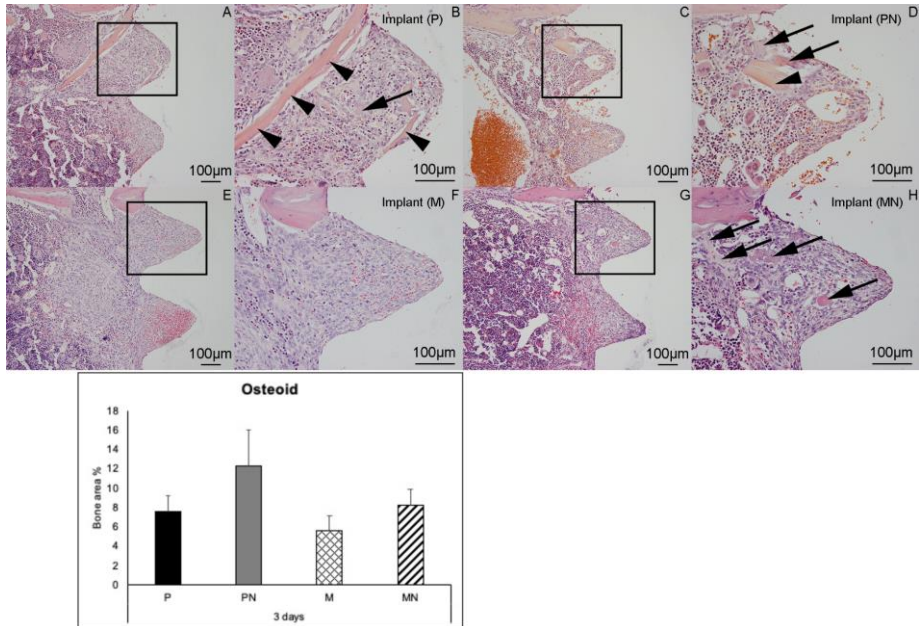 A
Implant (P) B
C
Implant (PN) D
100µm
100µm
100µm
100µm
E
Implant (M) F
G
Implant (MN) H
100µm
100µm
100µm
100µm
Osteoid
18
16
14
12
10
8
6
4
2
0
Bone area %
P PN M MN
3 days